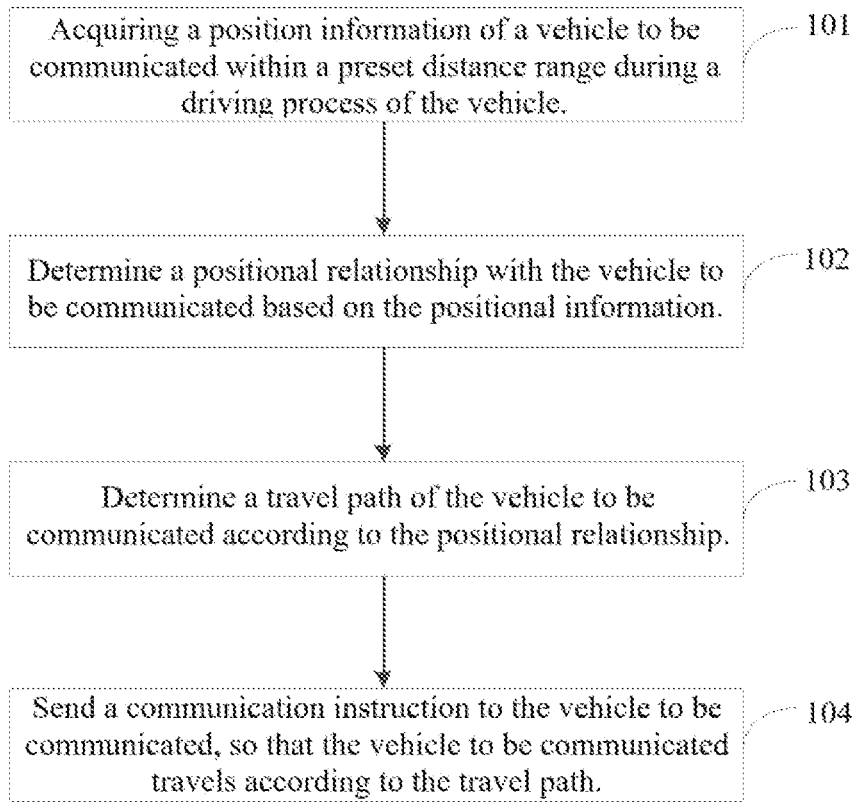 Acquiring a position information of a vehicle to be
communicated within a preset distance range during a
driving process of the vehicle.
101
Determine a positional relationship with the vehicle to
be communicated based on the positional information.
102
Determine a travel path of the vehicle to be
communicated according to the positional relationship.
103
Send a communication instruction to the vehicle to be
communicated, so that the vehicle to be communicated
travels according to the travel path.
104